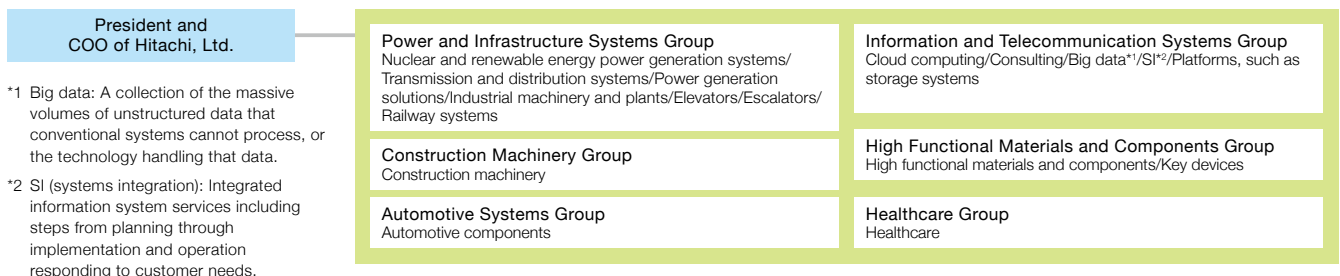 President and
COO of Hitachi, Ltd.
*1 Big data: A collection of the massive
volumes of unstructured data that
conventional systems cannot process, or
the technology handling that data.
*2 SI (systems integration): Integrated
information system services including
steps from planning through
implementation and operation
responding to customer needs.
Power and Infrastructure Systems Group
Nuclear and renewable energy power generation systems/
Transmission and distribution systems/Power generation
solutions/Industrial machinery and plants/Elevators/Escalators/
Railway systems
Construction Machinery Group
Construction machinery
Automotive Systems Group
Automotive components
Information and Telecommunication Systems Group
Cloud computing/Consulting/Big data*1/SI*2/Platforms, such as
storage systems
High Functional Materials and Components Group
High functional materials and components/Key devices
Healthcare Group
Healthcare